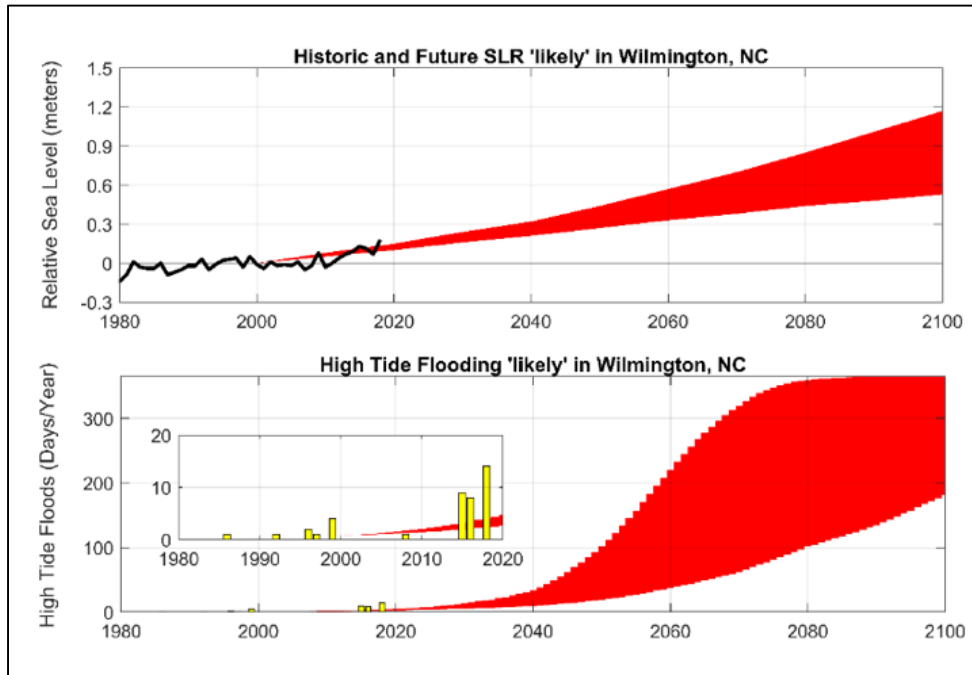 Historic and Future SLR 'likely' in Wilmington, NC
Relative Sea Level (meters)
1.5
1.2
0.9
0.6
0.3
0
-0.3
1980 2000 2020 2040 2060 2080 2100
High Tide Flooding 'likely' in Wilmington, NC
High Tide Floods (Days/Year)
300
200
100
0
20
10
0
1980 1990 2000 2010 2020
1980 2000 2020 2040 2060 2080 2100